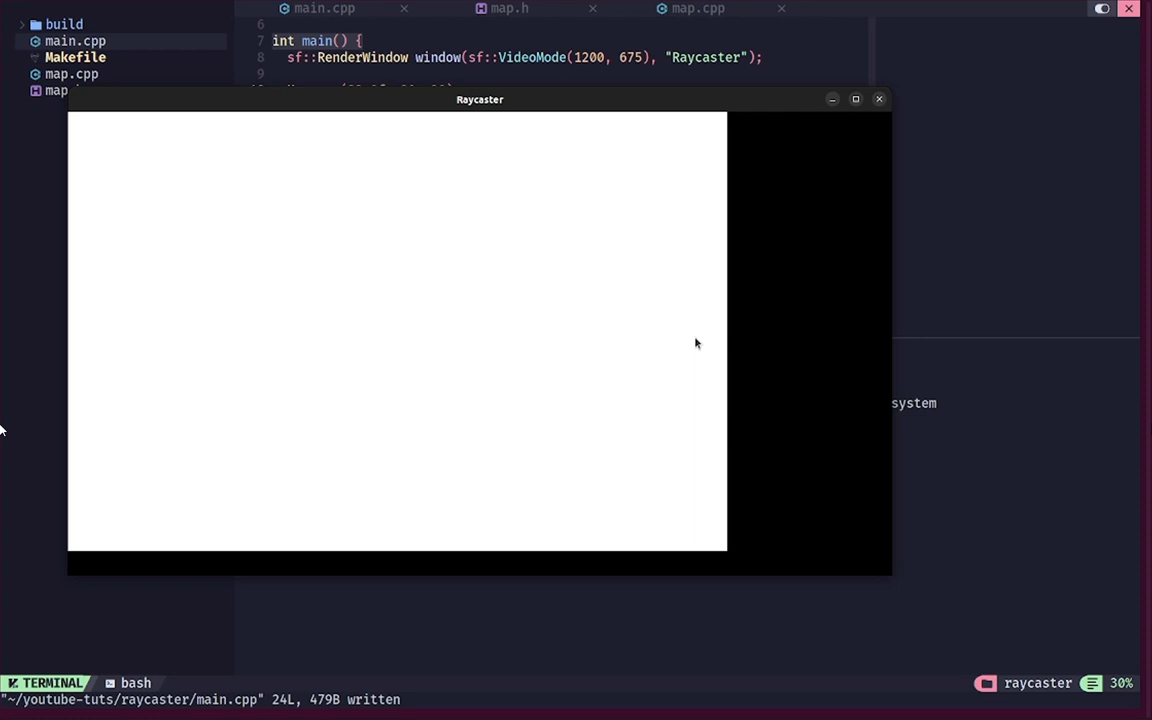 main.cpp
map.h
map.cpp
build
main.cpp
Makefile
map.cpp
map
6
7 int main() {
8 sf::RenderWindow window(sf::VideoMode(1200, 675), "Raycaster");
9
Raycaster
system
TERMINAL bash
raycaster 30%
"~/youtube-tuts/raycaster/main.cpp" 24L, 479B written